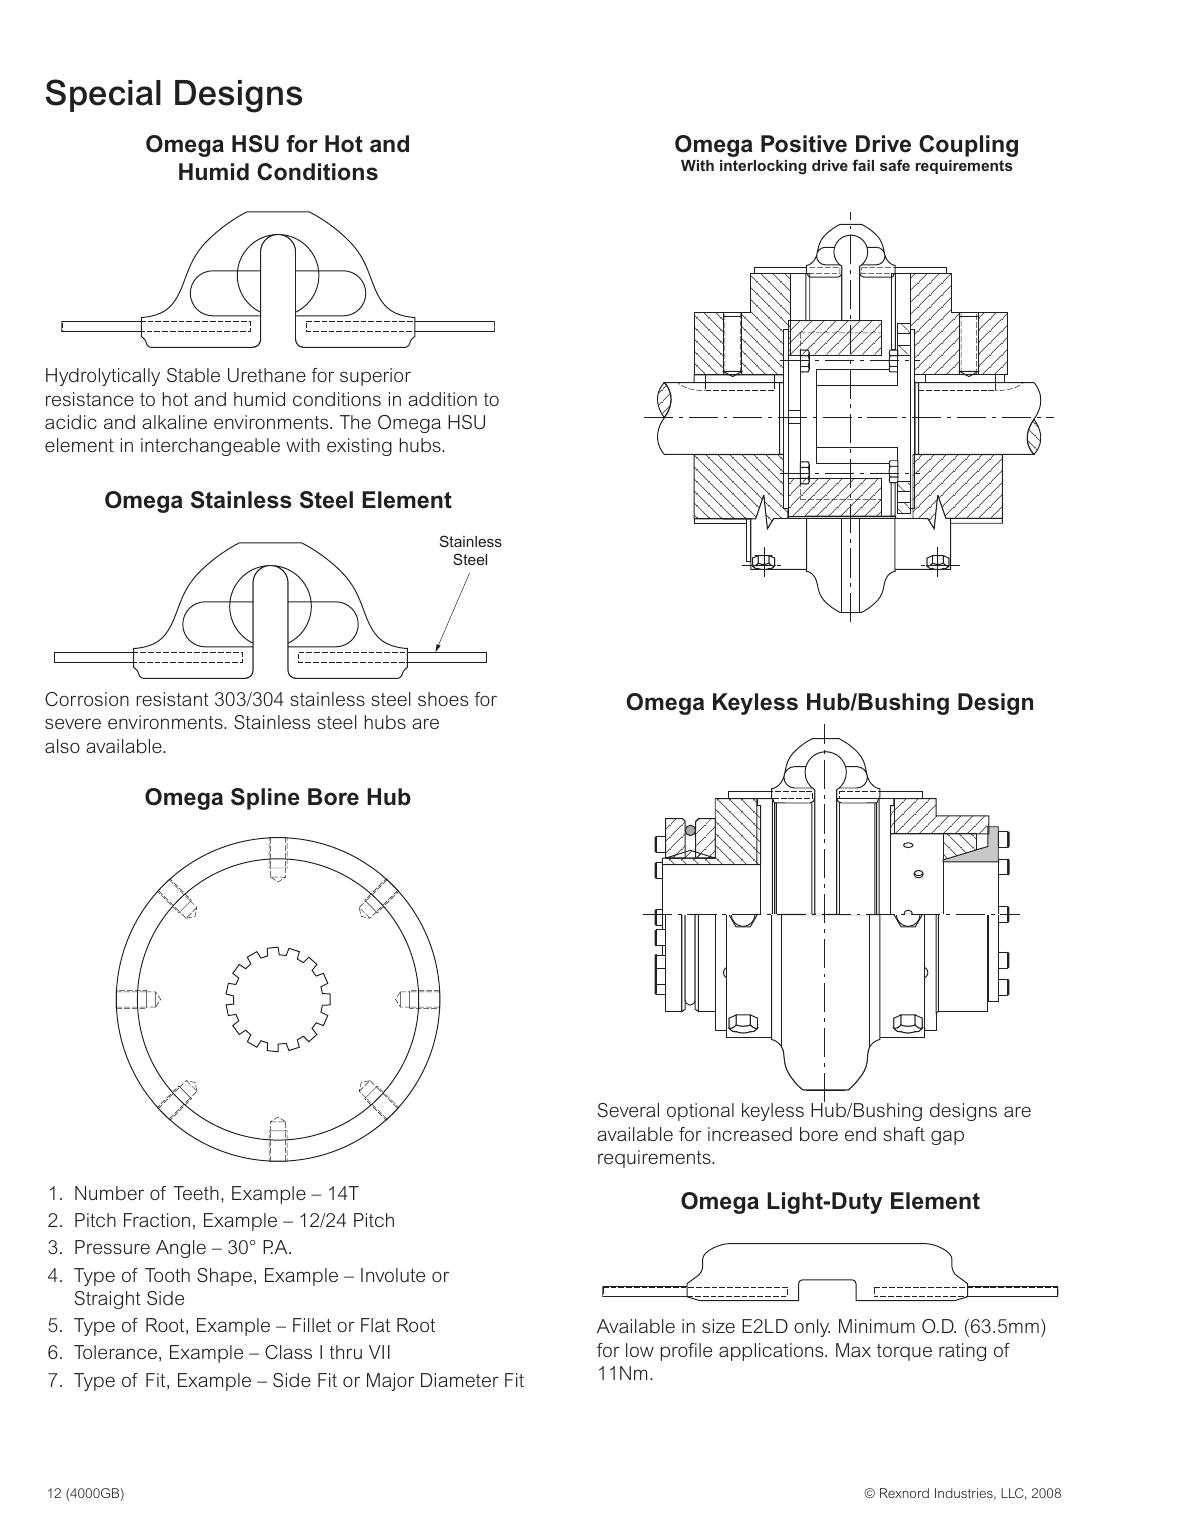 Special Designs
Omega HSU for Hot and
Humid Conditions
Hydrolytically Stable Urethane for superior
resistance to hot and humid conditions in addition to
acidic and alkaline environments. The Omega HSU
element in interchangeable with existing hubs.
Omega Stainless Steel Element
Stainless
Steel
Corrosion resistant 303/304 stainless steel shoes for
severe environments. Stainless steel hubs are
also available.
Omega Spline Bore Hub
1. Number of Teeth, Example – 14T
2. Pitch Fraction, Example – 12/24 Pitch
3. Pressure Angle – 30° P.A.
4. Type of Tooth Shape, Example – Involute or
Straight Side
5. Type of Root, Example – Fillet or Flat Root
6. Tolerance, Example – Class I thru VII
7. Type of Fit, Example – Side Fit or Major Diameter Fit
Omega Positive Drive Coupling
With interlocking drive fail safe requirements
Omega Keyless Hub/Bushing Design
Several optional keyless Hub/Bushing designs are
available for increased bore end shaft gap
requirements.
Omega Light-Duty Element
Available in size E2LD only. Minimum O.D. (63.5mm)
for low profile applications. Max torque rating of
11Nm.
12 (4000GB)
© Rexnord Industries, LLC, 2008